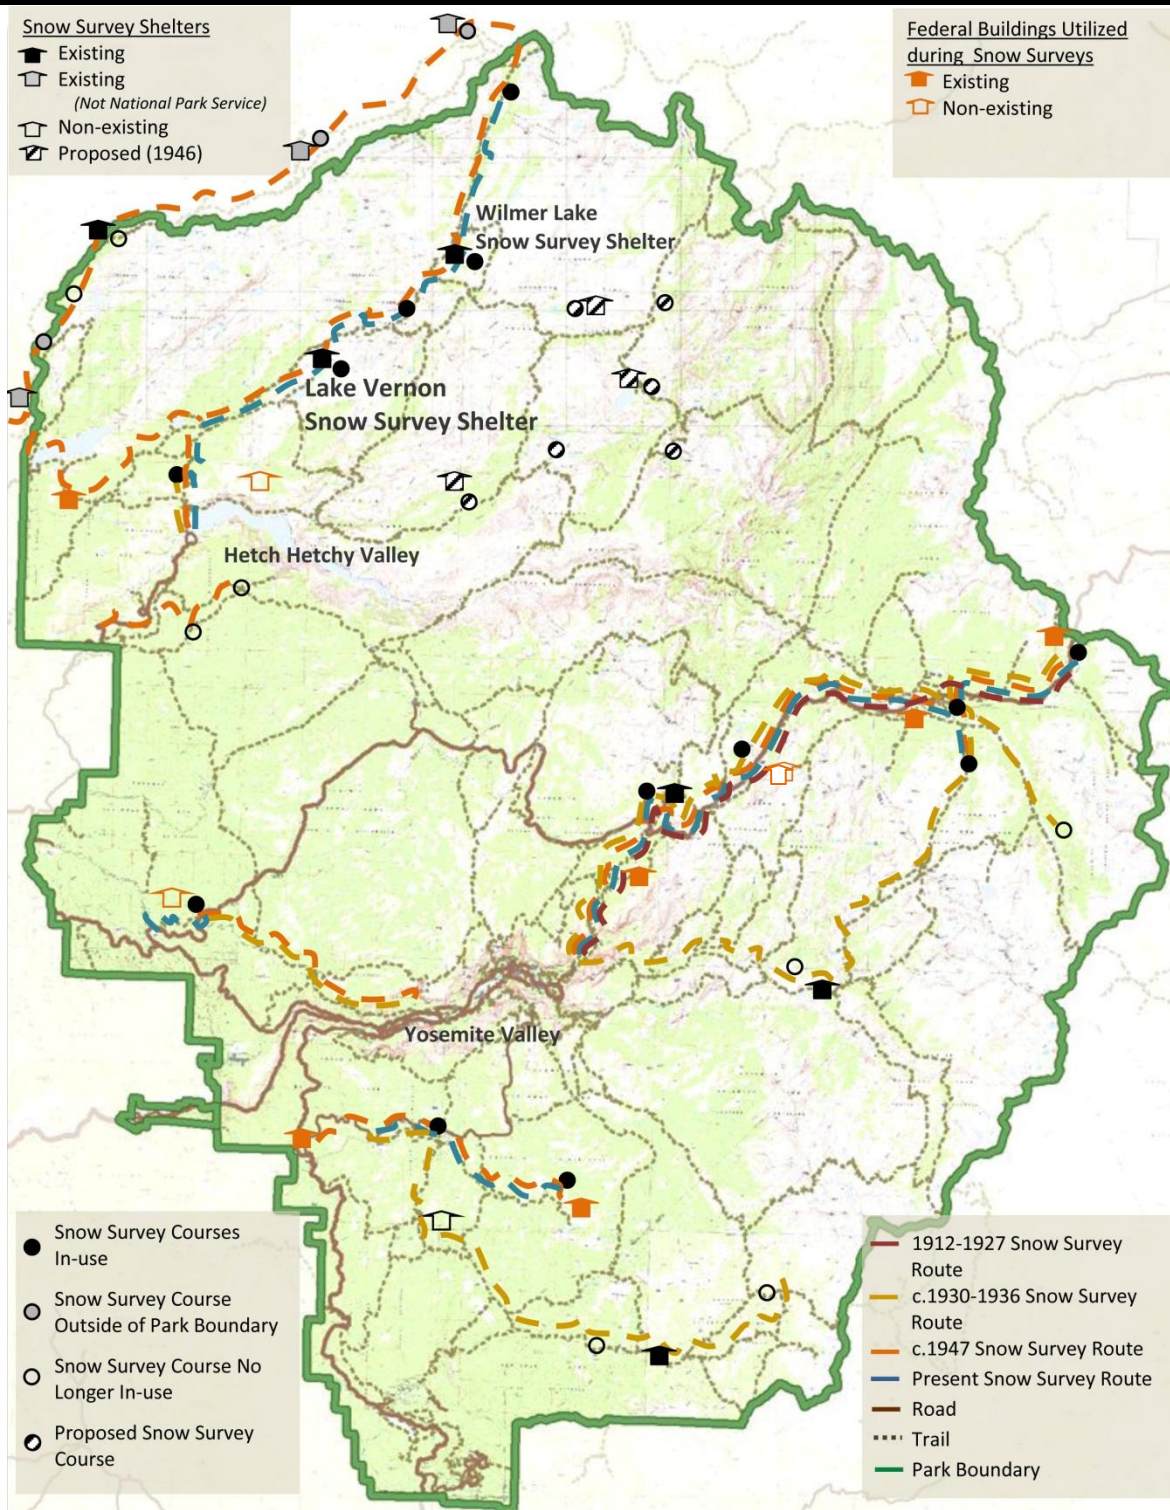 Snow Survey Shelters
Existing
Existing
(Not National Park Service)
Non-existing
Proposed (1946)
Federal Buildings Utilized
during Snow Surveys
Existing
Non-existing
Wilmer Lake
Snow Survey Shelter
Lake Vernon
Snow Survey Shelter
Hetch Hetchy Valley
Yosemite Valley
Snow Survey Courses
In-use
Snow Survey Course
Outside of Park Boundary
Snow Survey Course No
Longer In-use
Proposed Snow Survey
Course
1912-1927 Snow Survey
Route
c.1930-1936 Snow Survey
Route
c.1947 Snow Survey Route
Present Snow Survey Route
Road
Trail
Park Boundary